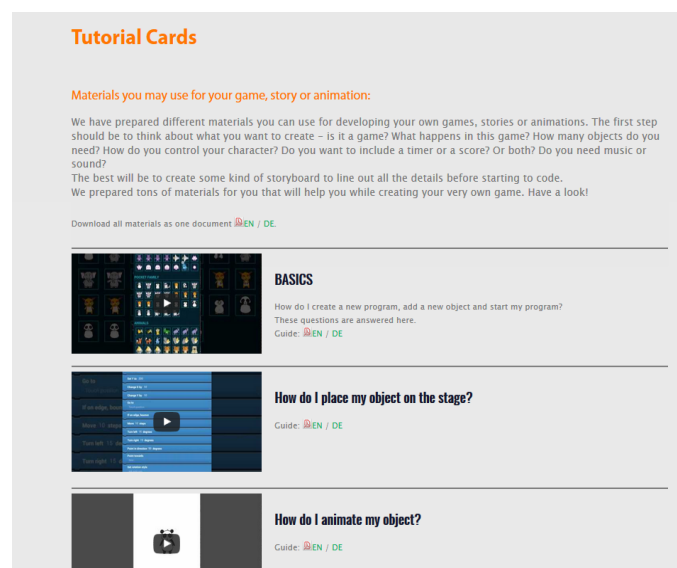 Tutorial Cards
Materials you may use for your game, story or animation:
We have prepared different materials you can use for developing your own games, stories or animations. The first step
should be to think about what you want to create – is it a game? What happens in this game? How many objects do you
need? How do you control your character? Do you want to include a timer or a score? Or both? Do you need music or
sound?
The best will be to create some kind of storyboard to line out all the details before starting to code.
We prepared tons of materials for you that will help you while creating your very own game. Have a look!
Download all materials as one document EN / DE.
BASICS
How do I create a new program, add a new object and start my program?
These questions are answered here.
Guide: EN / DE
How do I place my object on the stage?
Guide: EN / DE
How do I animate my object?
Guide: EN / DE